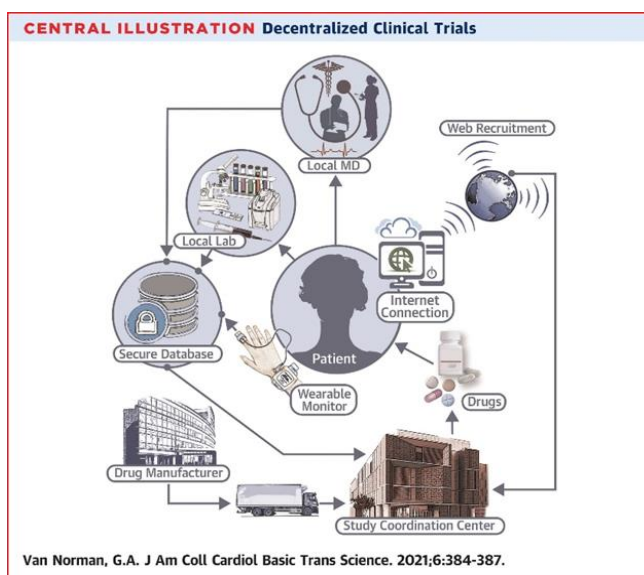 CENTRAL ILLUSTRATION Decentralized Clinical Trials
Web Recruitment
Local MD
Local Lab
Internet
Connection
Secure Database
Patient
Wearable
Monitor
Drugs
Drug Manufacturer
Study Coordination Center
Van Norman, G.A. J Am Coll Cardiol Basic Trans Science. 2021;6:384-387.